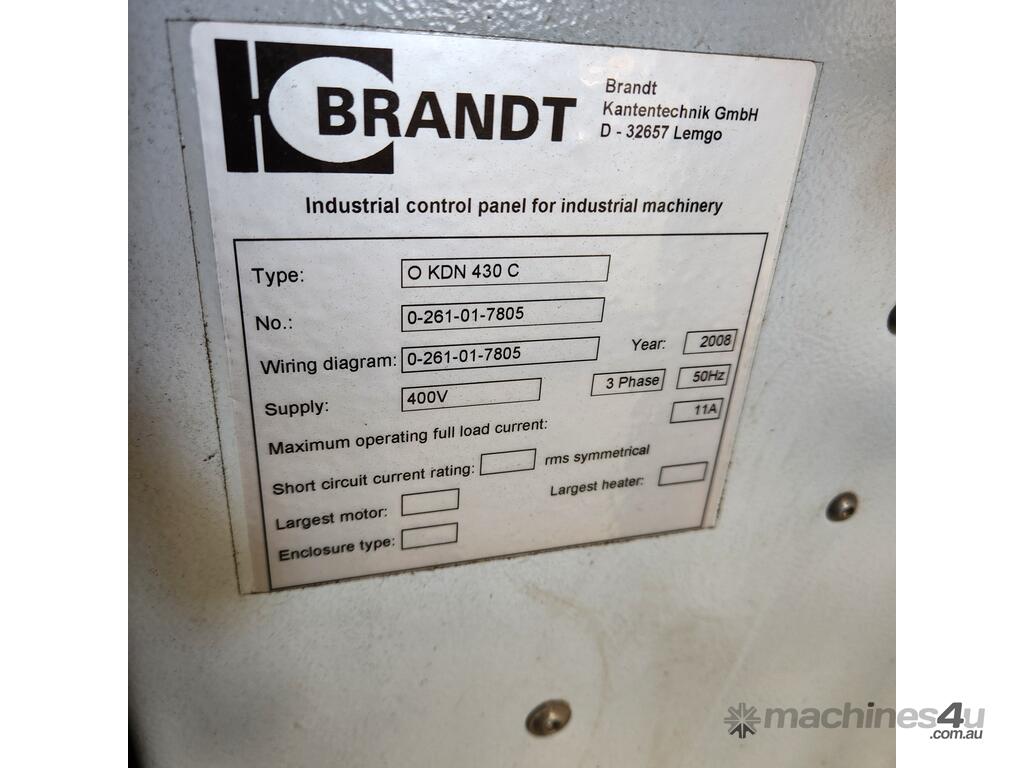 BRANDT
Brandt
Kantentechnik GmbH
D - 32657 Lemgo
Industrial control panel for industrial machinery
Type: O KDN 430 C
No.: 0-261-01-7805
Wiring diagram: 0-261-01-7805 Year: 2008
Supply: 400V 3 Phase 50Hz
Maximum operating full load current: 11A
Short circuit current rating: rms symmetrical
Largest motor: Largest heater:
Enclosure type:
machines4u
.com.au